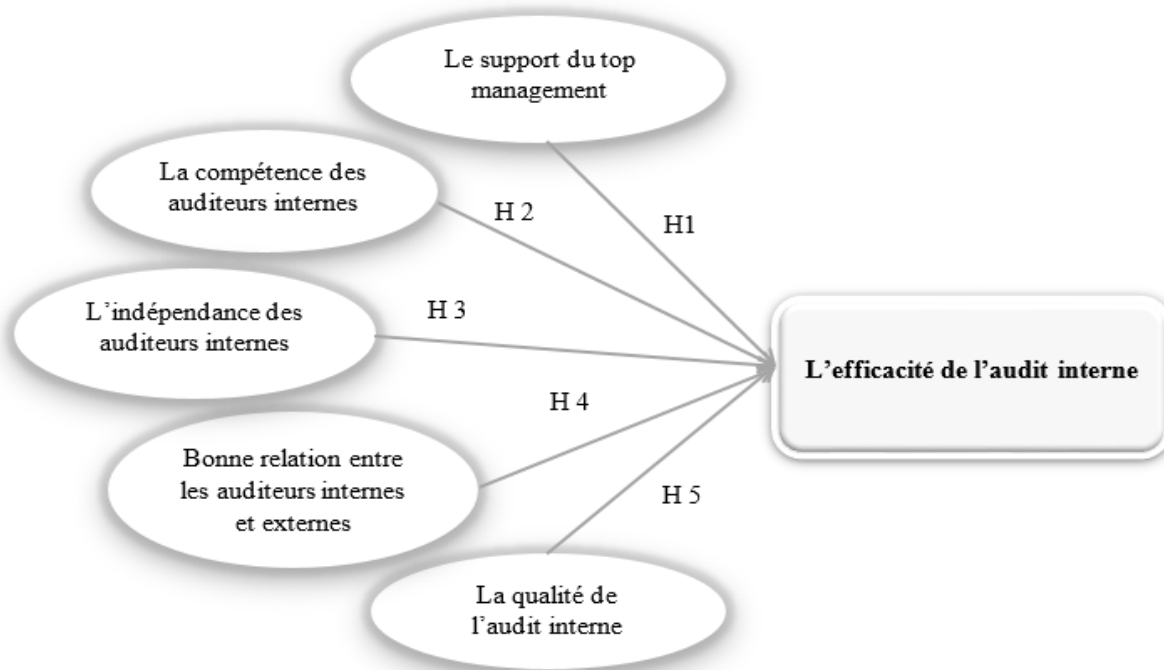 Le support du top
management
La compétence des
auditeurs internes
H 2
H1
L'indépendance des
auditeurs internes
H 3
L'efficacité de l'audit interne
H 4
Bonne relation entre
les auditeurs internes
et externes
H 5
La qualité de
l'audit interne